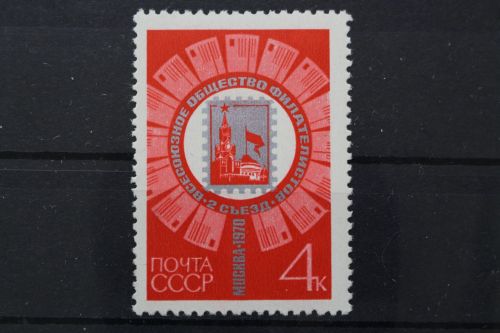 ВСЕСОЮЗНОЕ ОБЩЕСТВО ФИЛАТЕЛИСТОВ
• 2 СЪЕЗД •
МОСКВА•1970
ПОЧТА
СССР
4К